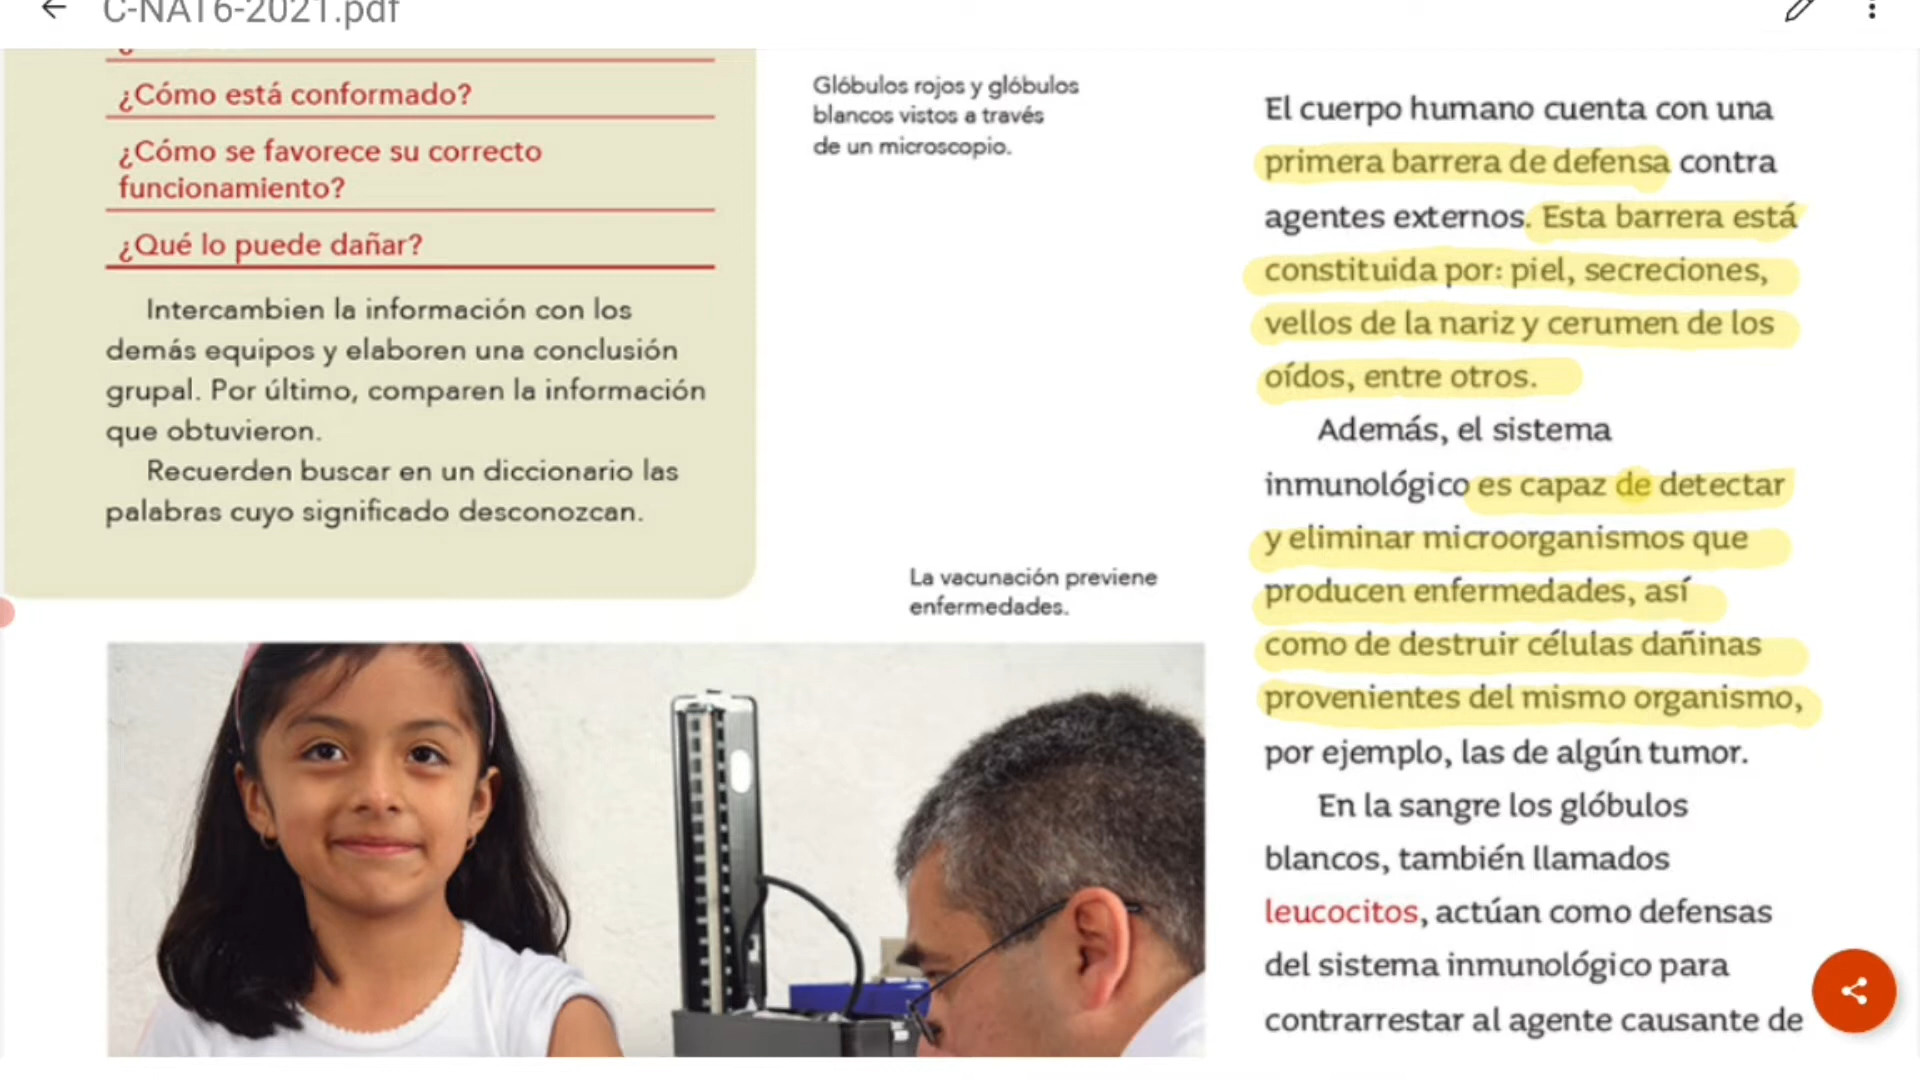 C-NAT6-2021.pdf
¿Cómo está conformado?
¿Cómo se favorece su correcto
funcionamiento?
¿Qué lo puede dañar?
Intercambien la información con los
demás equipos y elaboren una conclusión
grupal. Por último, comparen la información
que obtuvieron.
Recuerden buscar en un diccionario las
palabras cuyo significado desconozcan.
Glóbulos rojos y glóbulos
blancos vistos a través
de un microscopio.
La vacunación previene
enfermedades.
El cuerpo humano cuenta con una
primera barrera de defensa contra
agentes externos. Esta barrera está
constituida por: piel, secreciones,
vellos de la nariz y cerumen de los
oídos, entre otros.
Además, el sistema
inmunológico es capaz de detectar
y eliminar microorganismos que
producen enfermedades, así
como de destruir células dañinas
provenientes del mismo organismo,
por ejemplo, las de algún tumor.
En la sangre los glóbulos
blancos, también llamados
leucocitos, actúan como defensas
del sistema inmunológico para
contrarrestar al agente causante de